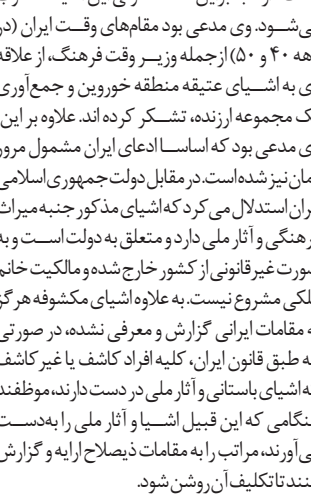 می‌شود. وی مدعی بود مقام‌های وقت ایران (در
دهه ۴۰ و ۵۰) ازجمله وزیر وقت فرهنگ، از علاقه
وی به اشیای عتیقه منطقه خوروین و جمع‌آوری
یک مجموعه ارزنده، تشکر کرده اند. علاوه بر این
وی مدعی بود که اساسا ادعای ایران مشمول مرور
زمان نیز شده‌است. در مقابل دولت جمهوری اسلامی
ایران استدلال می کرد که اشیای مذکور جنبه میراث
فرهنگی و آثار ملی دارد و متعلق به دولت است و به
صورت غیرقانونی از کشور خارج شده و مالکیت خانم
ملکی مشروع نیست. به علاوه اشیای مکشوفه هرگز
به مقامات ایرانی گزارش و معرفی نشده، در صورتی
که طبق قانون ایران، کلیه افراد کاشف یا غیر کاشف
که اشیای باستانی و آثار ملی در دست دارند، موظفند
هنگامی که این قبیل اشیا و آثار ملی را به‌دست
می‌آورند، مراتب را به مقامات ذیصلاح ارایه و گزارش
کنند تا تکلیف آن روشن شود.